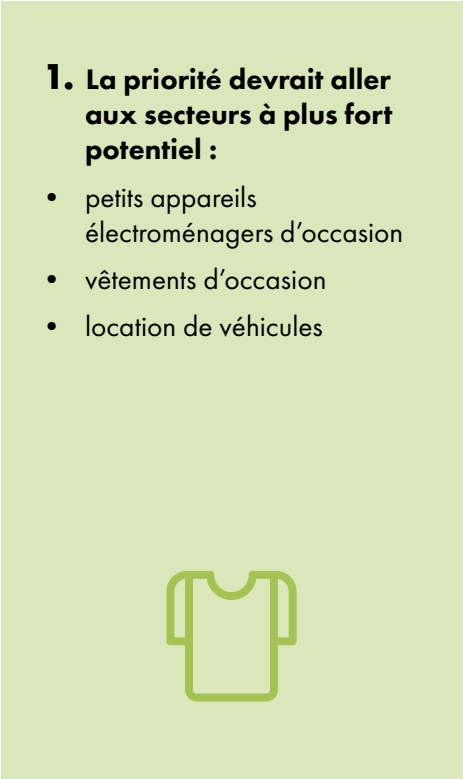 1. La priorité devrait aller
aux secteurs à plus fort
potentiel :
• petits appareils
électroménagers d’occasion
• vêtements d’occasion
• location de véhicules